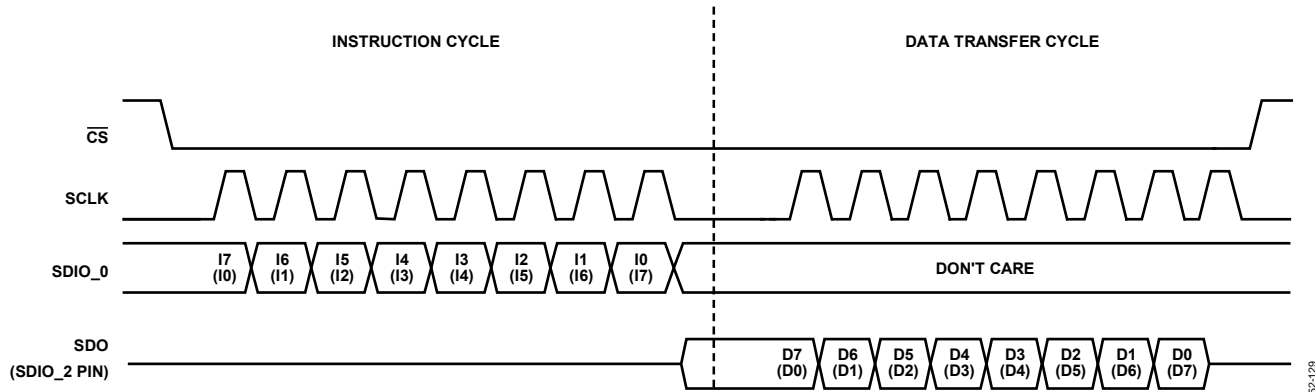 INSTRUCTION CYCLE DATA TRANSFER CYCLE
CS
SCLK
SDIO_0
I7 I6 I5 I4 I3 I2 I1 I0
(I0) (I1) (I2) (I3) (I4) (I5) (I6) (I7)
DON'T CARE
SDO
(SDIO_2 PIN)
D7 D6 D5 D4 D3 D2 D1 D0
(D0) (D1) (D2) (D3) (D4) (D5) (D6) (D7)